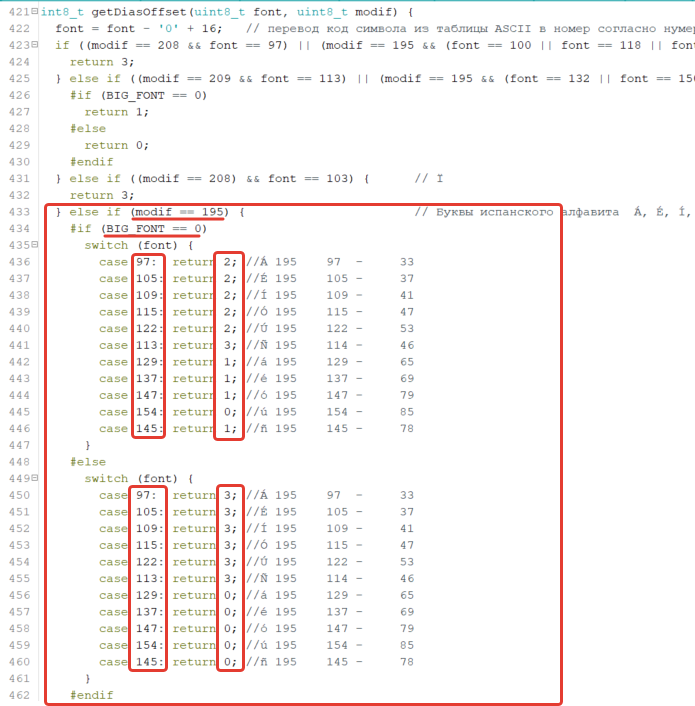 421 int8_t getDiasOffset(uint8_t font, uint8_t modif) {
422 font = font - '0' + 16; // перевод код символа из таблицы ASCII в номер согласно
423 if ((modif == 208 && font == 97) || (modif == 195 && (font == 100 || font == 118 ||
424 return 3;
425 } else if ((modif == 209 && font == 113) || (modif == 195 && (font == 132 || font ==
426 #if (BIG_FONT == 0)
427 return 1;
428 #else
429 return 0;
430 #endif
431 } else if ((modif == 208) && font == 103) { // I
432 return 3;
433 } else if (modif == 195) { // Буквы испанского алфавита Á, É, Í,
434 #if (BIG_FONT == 0)
435 switch (font) {
436 case 97: return 2; //Á 195 97 - 33
437 case 105: return 2; //É 195 105 - 37
438 case 109: return 2; //Í 195 109 - 41
439 case 115: return 2; //Ó 195 115 - 47
440 case 122: return 2; //Ú 195 122 - 53
441 case 113: return 3; //Ñ 195 114 - 46
442 case 129: return 1; //á 195 129 - 65
443 case 137: return 1; //é 195 137 - 69
444 case 147: return 1; //ó 195 147 - 79
445 case 154: return 0; //ú 195 154 - 85
446 case 145: return 1; //ñ 195 145 - 78
447 }
448 #else
449 switch (font) {
450 case 97: return 3; //Á 195 97 - 33
451 case 105: return 3; //É 195 105 - 37
452 case 109: return 3; //Í 195 109 - 41
453 case 115: return 3; //Ó 195 115 - 47
454 case 122: return 3; //Ú 195 122 - 53
455 case 113: return 3; //Ñ 195 114 - 46
456 case 129: return 0; //á 195 129 - 65
457 case 137: return 0; //é 195 137 - 69
458 case 147: return 0; //ó 195 147 - 79
459 case 154: return 0; //ú 195 154 - 85
460 case 145: return 0; //ñ 195 145 - 78
461 }
462 #endif